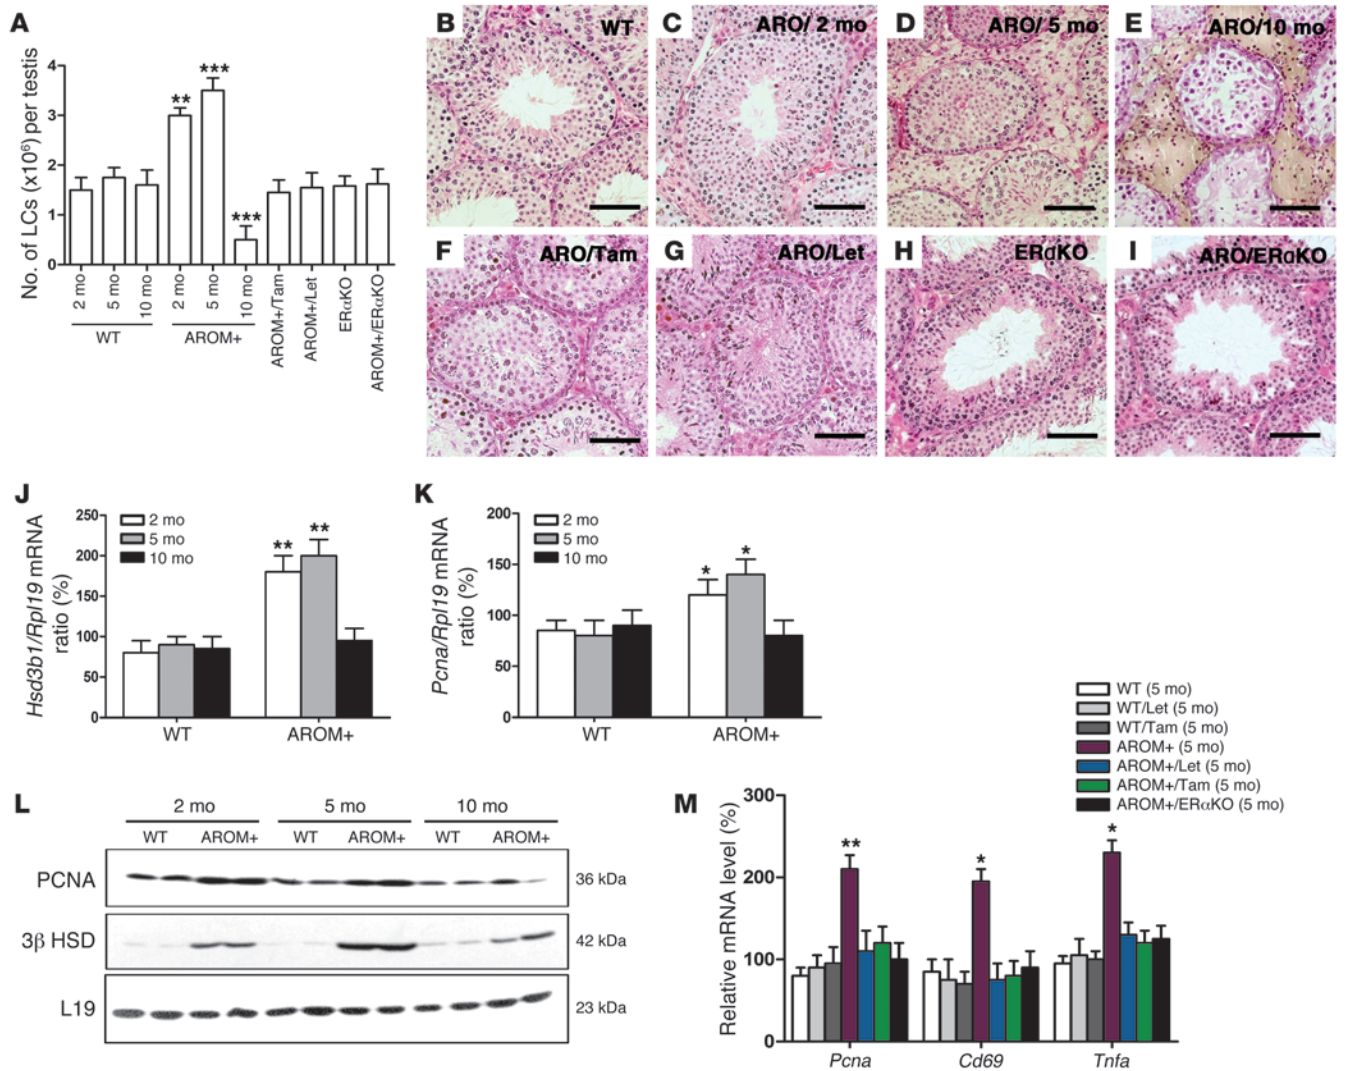 A
No. of LCs (x10⁶) per testis
4
3
2
1
0
**
***
***
2 mo
5 mo
10 mo
2 mo
5 mo
10 mo
AROM+/Tam
AROM+/Let
ERαKO
AROM+/ERαKO
WT
AROM+
B
WT
C
ARO/ 2 mo
D
ARO/ 5 mo
E
ARO/10 mo
F
ARO/Tam
G
ARO/Let
H
ERαKO
I
ARO/ERαKO
J
Hsd3b1/Rpl19 mRNA
ratio (%)
250
200
150
100
50
0
2 mo
5 mo
10 mo
**
**
WT
AROM+
K
Pcna/Rpl19 mRNA
ratio (%)
200
150
100
50
0
2 mo
5 mo
10 mo
*
*
WT
AROM+
L
2 mo
5 mo
10 mo
WT
AROM+
WT
AROM+
WT
AROM+
PCNA
36 kDa
3β HSD
42 kDa
L19
23 kDa
M
WT (5 mo)
WT/Let (5 mo)
WT/Tam (5 mo)
AROM+ (5 mo)
AROM+/Let (5 mo)
AROM+/Tam (5 mo)
AROM+/ERαKO (5 mo)
Relative mRNA level (%)
300
200
100
0
**
*
*
Pcna
Cd69
Tnfa